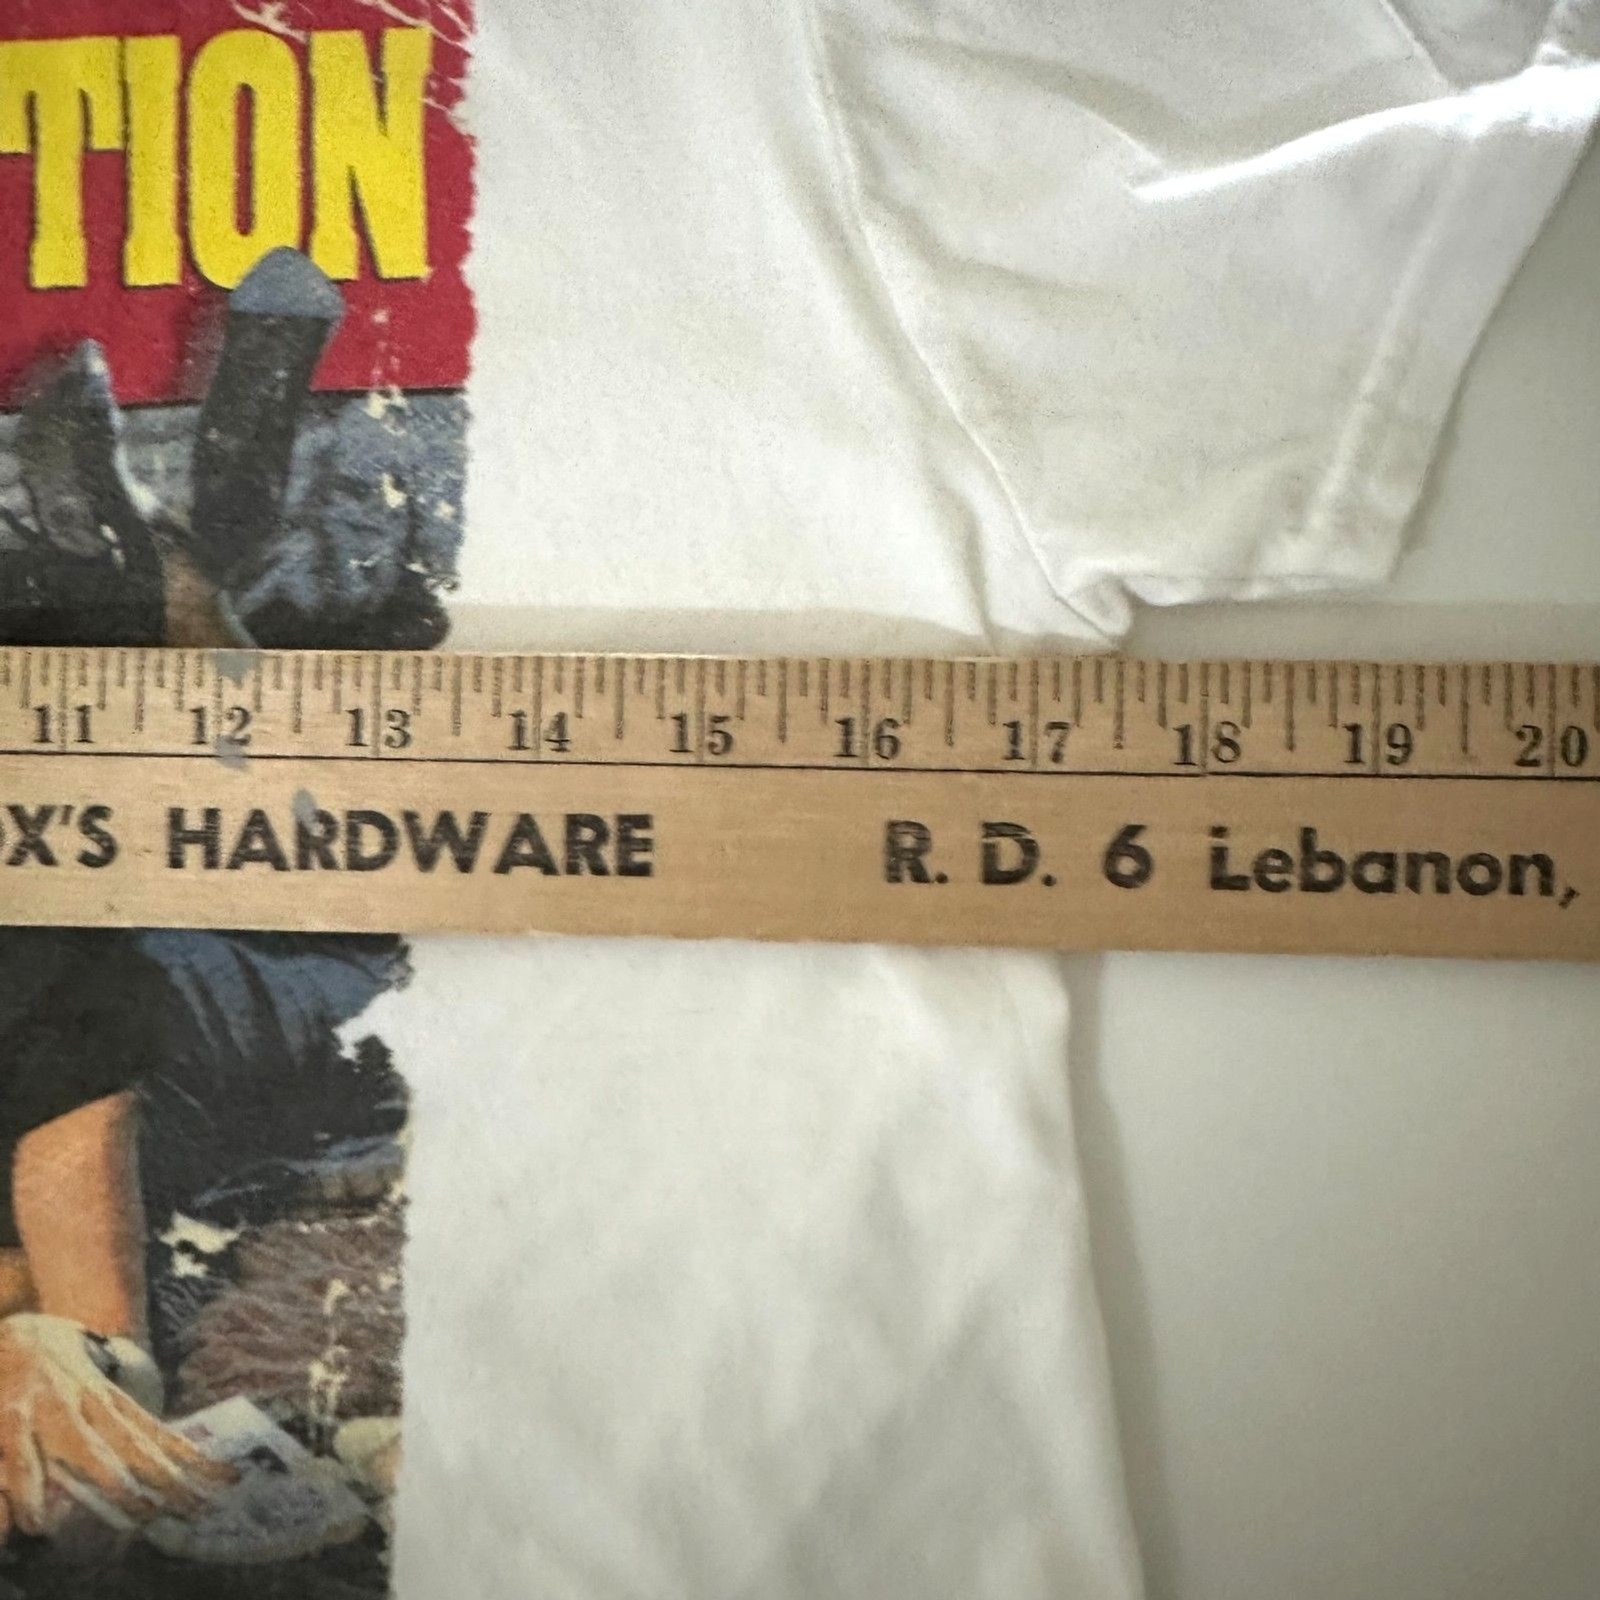 TION
11 12 13 14 15 16 17 18 19 20
X'S HARDWARE R. D. 6 Lebanon,